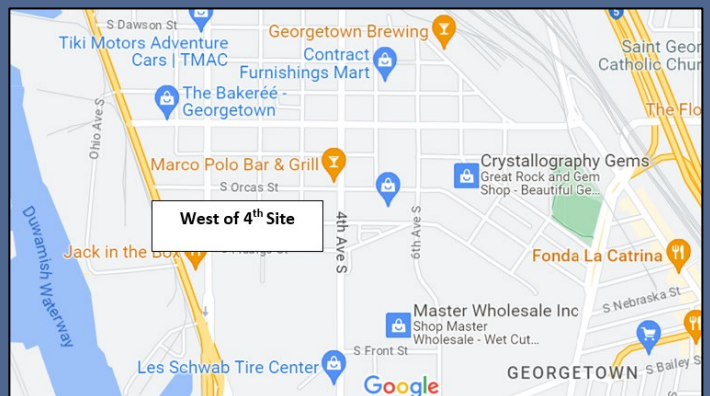 S Dawson St
Tiki Motors Adventure
Cars | TMAC
Georgetown Brewing
Contract
Furnishings Mart
Saint Geor
Catholic Chur
5
The Bakeréé -
Georgetown
The Flo
Ohio Ave S
Marco Polo Bar & Grill
Crystallography Gems
Great Rock and Gem
Shop - Beautiful Ge...
S Orcas St
West of 4th Site
4th Ave S
6th Ave S
Duwamish Waterway
Jack in the Box
Fonda La Catrina
S Nebraska St
Master Wholesale Inc
Shop Master
Wholesale - Wet Cut...
S Front St
Les Schwab Tire Center
GEORGETOWN
S Bailey S
Google